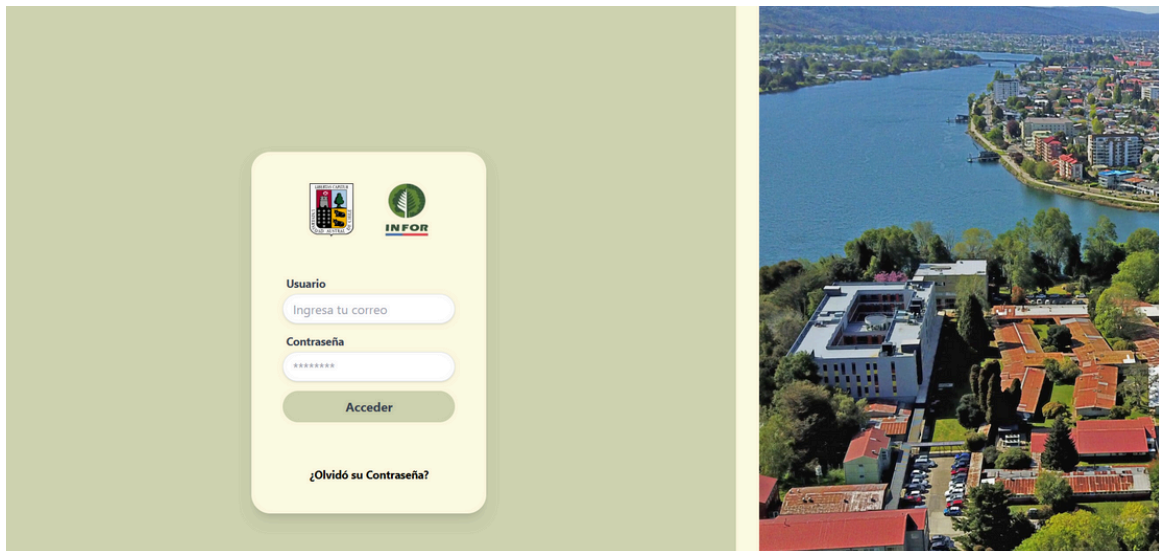 INFOR
Usuario
Ingresa tu correo
Contraseña
********
Acceder
¿Olvidó su Contraseña?